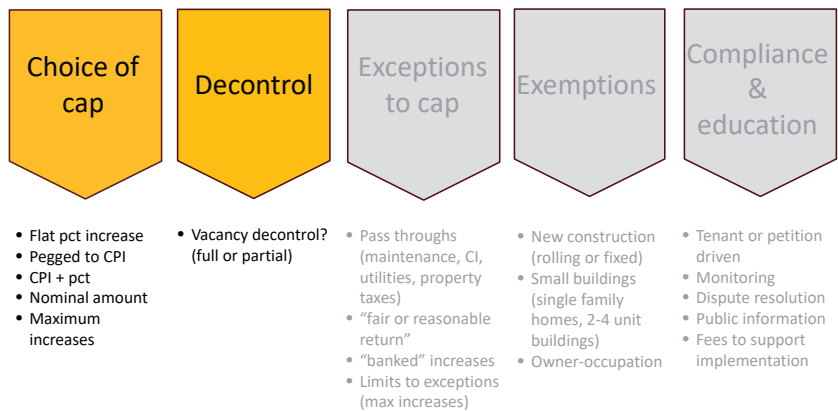 Choice of
cap
Decontrol
Exceptions
to cap
Exemptions
Compliance
&
education
• Flat pct increase
• Pegged to CPI
• CPI + pct
• Nominal amount
• Maximum
increases
• Vacancy decontrol?
(full or partial)
• Pass throughs
(maintenance, CI,
utilities, property
taxes)
• “fair or reasonable
return”
• “banked” increases
• Limits to exceptions
(max increases)
• New construction
(rolling or fixed)
• Small buildings
(single family
homes, 2-4 unit
buildings)
• Owner-occupation
• Tenant or petition
driven
• Monitoring
• Dispute resolution
• Public information
• Fees to support
implementation